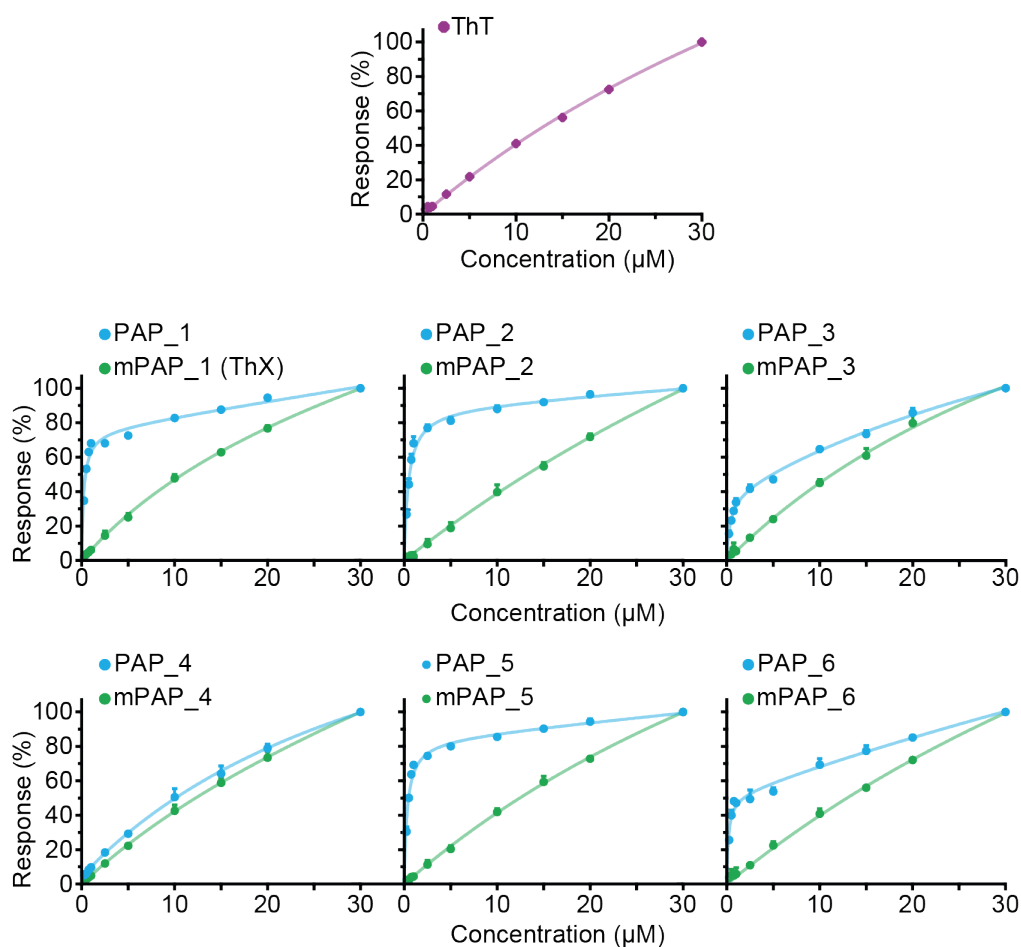 ThT
Response (%)
100
80
60
40
20
0
0 10 20 30
Concentration (µM)
PAP_1
mPAP_1 (ThX)
PAP_2
mPAP_2
PAP_3
mPAP_3
Response (%)
100
80
60
40
20
0
0 10 20 30
0 10 20 30
0 10 20 30
Concentration (µM)
PAP_4
mPAP_4
PAP_5
mPAP_5
PAP_6
mPAP_6
Response (%)
100
80
60
40
20
0
0 10 20 30
0 10 20 30
0 10 20 30
Concentration (µM)